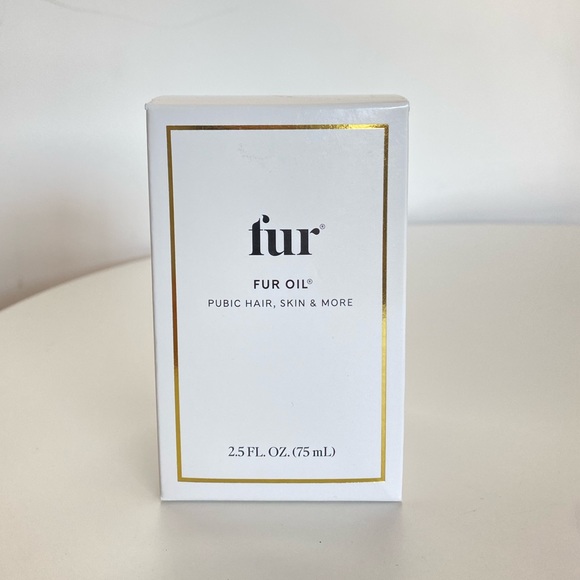 fur®
FUR OIL®
PUBIC HAIR, SKIN & MORE
2.5 FL. OZ. (75 mL)